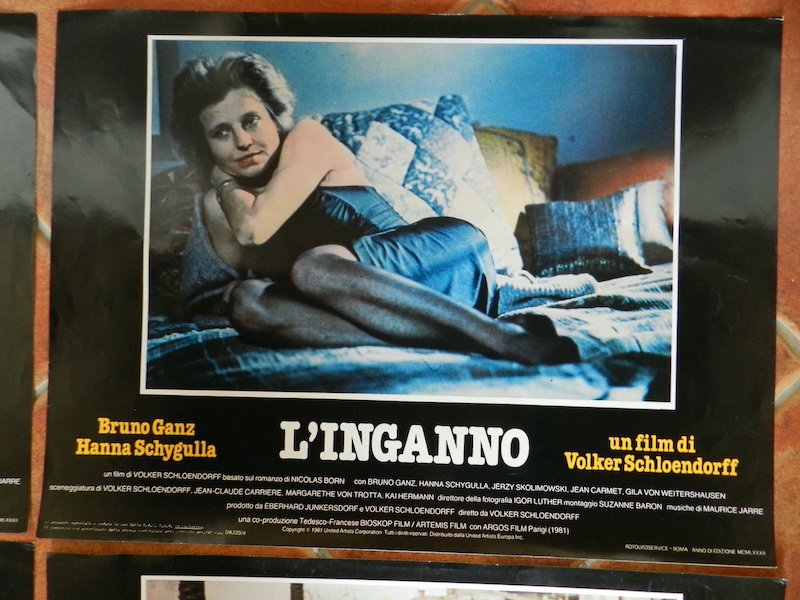 Bruno Ganz
Hanna Schygulla
L'INGANNO
un film di
Volker Schloendorff
un film di VOLKER SCHLOENDORFF basato sul romanzo di NICOLAS BORN con BRUNO GANZ, HANNA SCHYGULLA, JERZY SKOLIMOWSKI, JEAN CARMET, GILA VON WEITERSHAUSEN
sceneggiatura di VOLKER SCHLOENDORFF, JEAN-CLAUDE CARRIERE, MARGARETHE VON TROTTA, KAI HERMANN direttore della fotografia IGOR LUTHER montaggio SUZANNE BARON musiche di MAURICE JARRE
prodotto da EBERHARD JUNKERSDORF e VOLKER SCHLOENDORFF diretto da VOLKER SCHLOENDORFF
una co-produzione Tedesco-Francese BIOSKOP FILM / ARTEMIS FILM con ARGOS FILM Parigi (1981)
Copyright © 1981 United Artists Corporation. Tutti i diritti riservati. Distribuito dalla United Artists Europa Inc.
UA 225/4
ROTOLITOSERVICE - ROMA ANNO DI EDIZIONE MCMLXXXII
JARRE